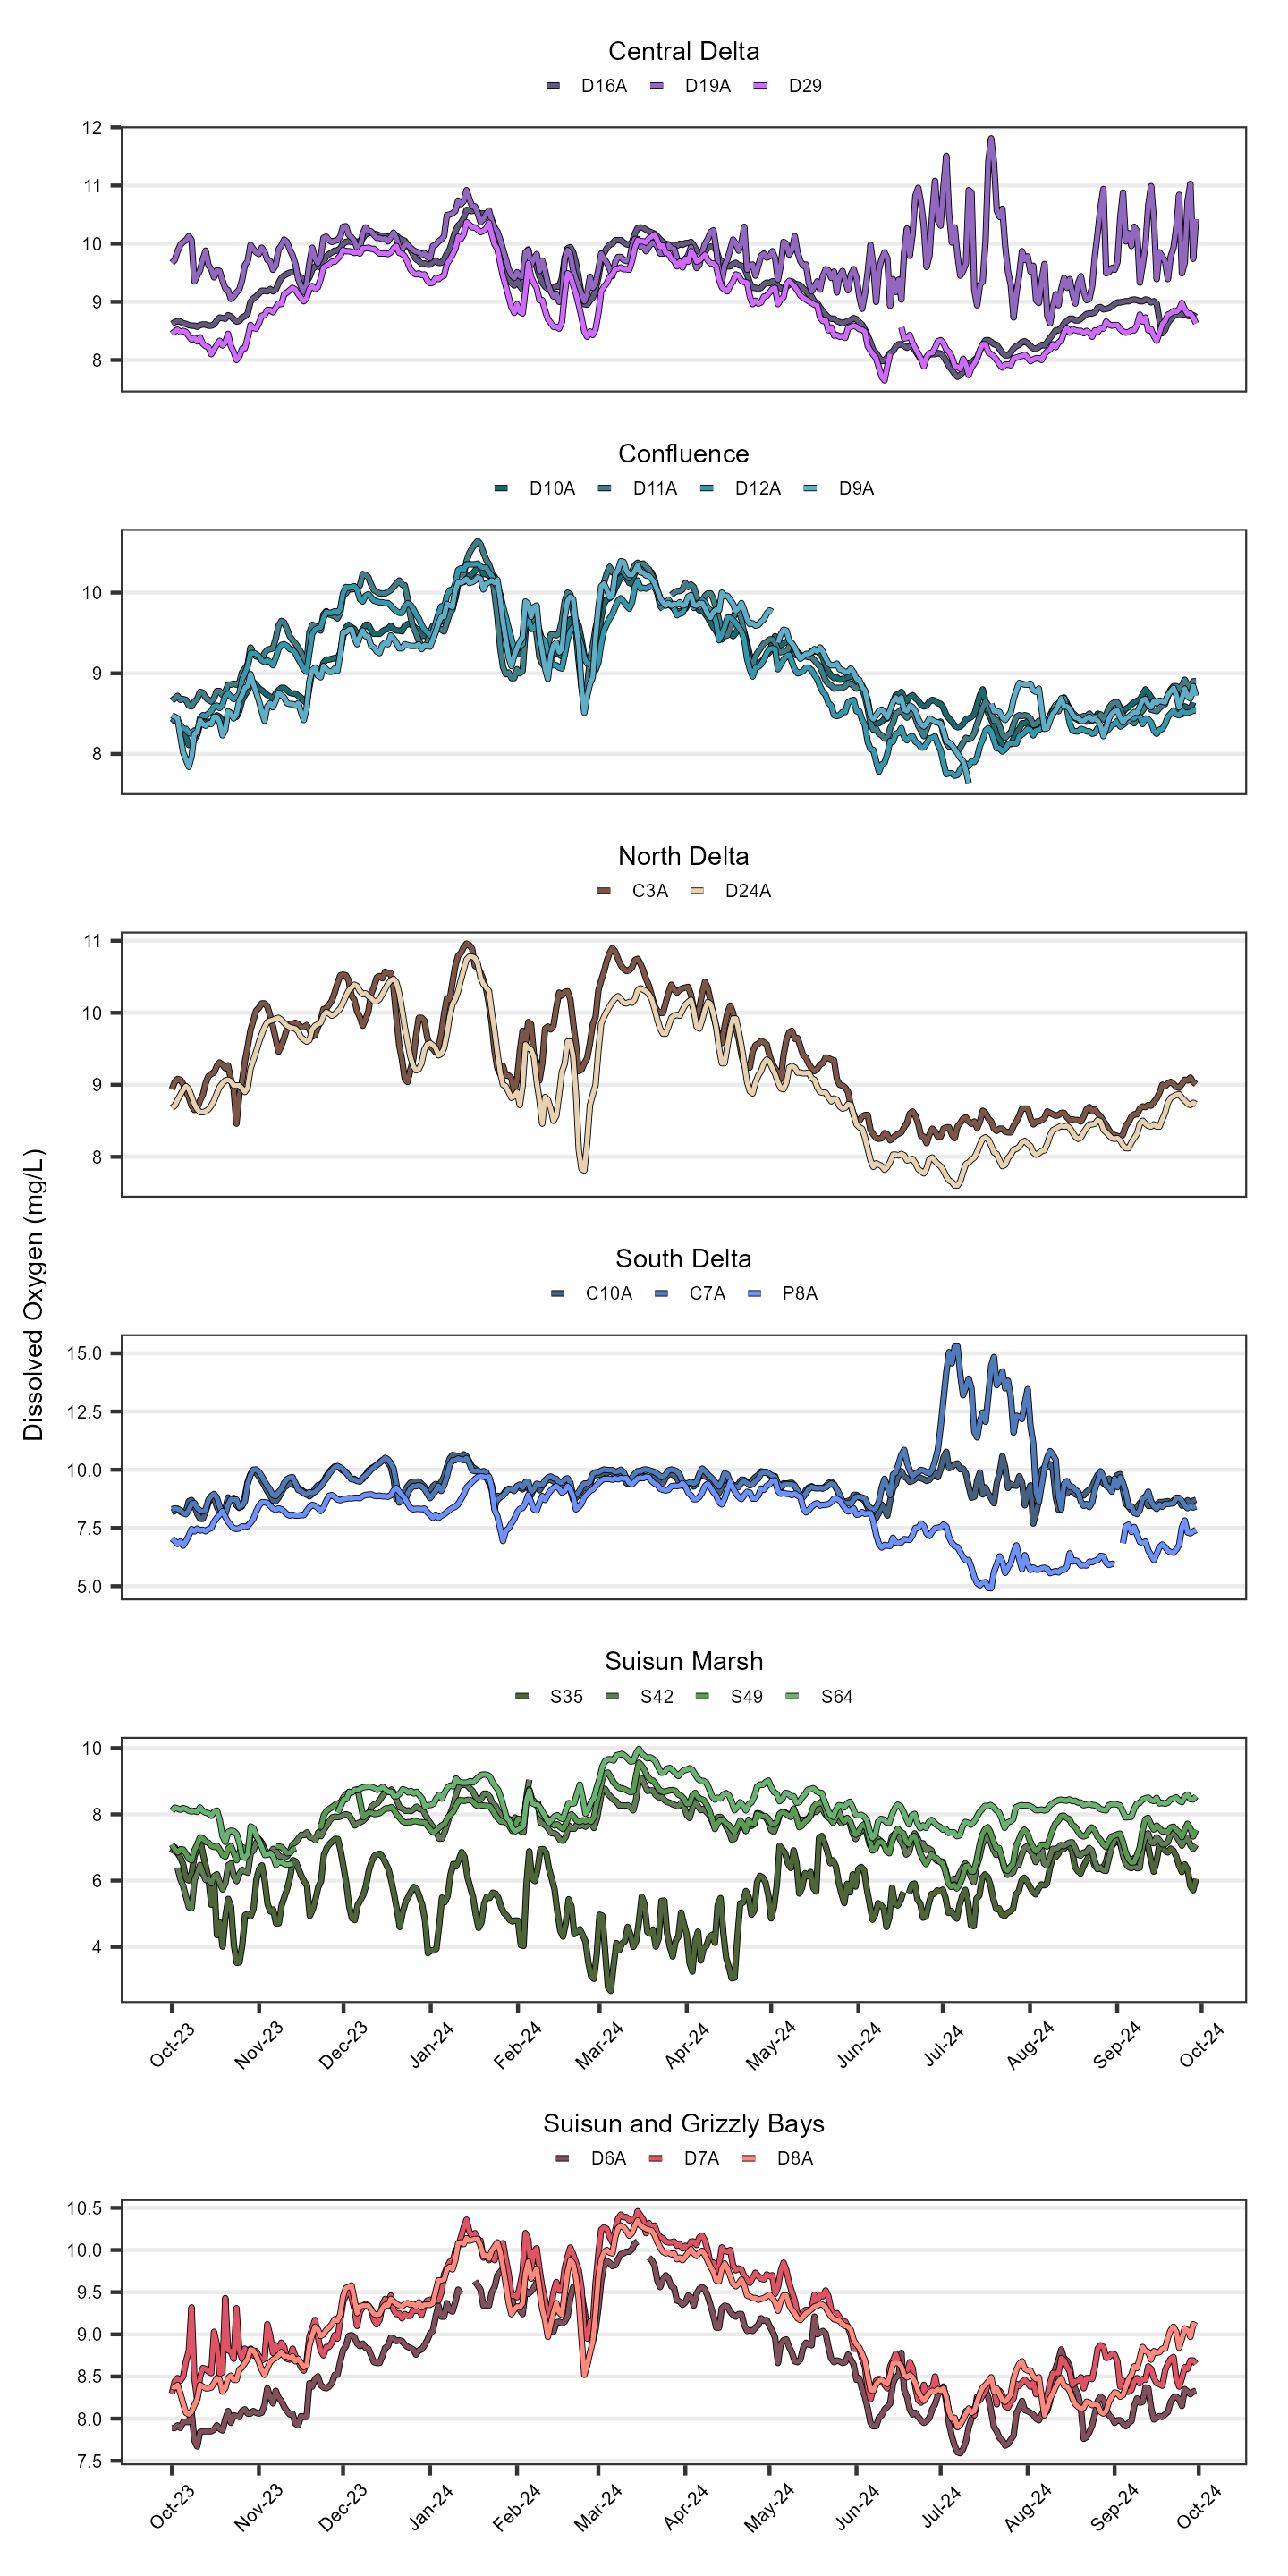 Central Delta
D16A D19A D29
12
11
10
9
8
Confluence
D10A D11A D12A D9A
10
9
8
North Delta
C3A D24A
11
10
9
8
Dissolved Oxygen (mg/L)
South Delta
C10A C7A P8A
15.0
12.5
10.0
7.5
5.0
Suisun Marsh
S35 S42 S49 S64
10
8
6
4
Oct-23 Nov-23 Dec-23 Jan-24 Feb-24 Mar-24 Apr-24 May-24 Jun-24 Jul-24 Aug-24 Sep-24 Oct-24
Suisun and Grizzly Bays
D6A D7A D8A
10.5
10.0
9.5
9.0
8.5
8.0
7.5
Oct-23 Nov-23 Dec-23 Jan-24 Feb-24 Mar-24 Apr-24 May-24 Jun-24 Jul-24 Aug-24 Sep-24 Oct-24